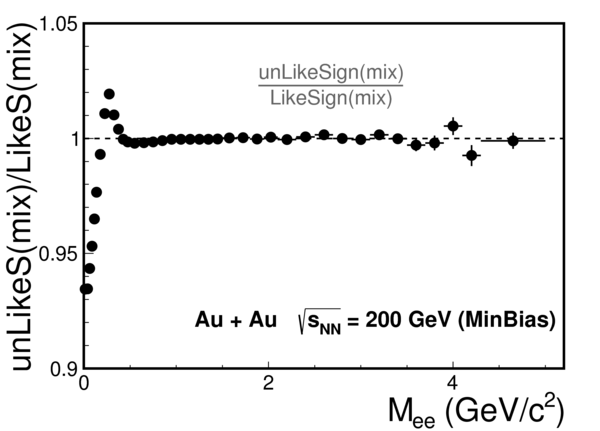 unLikeS(mix)/LikeS(mix)
1.05
1
0.95
0.9
unLikeSign(mix)
LikeSign(mix)
Au + Au √sNN = 200 GeV (MinBias)
0
2
4
Mee (GeV/c²)